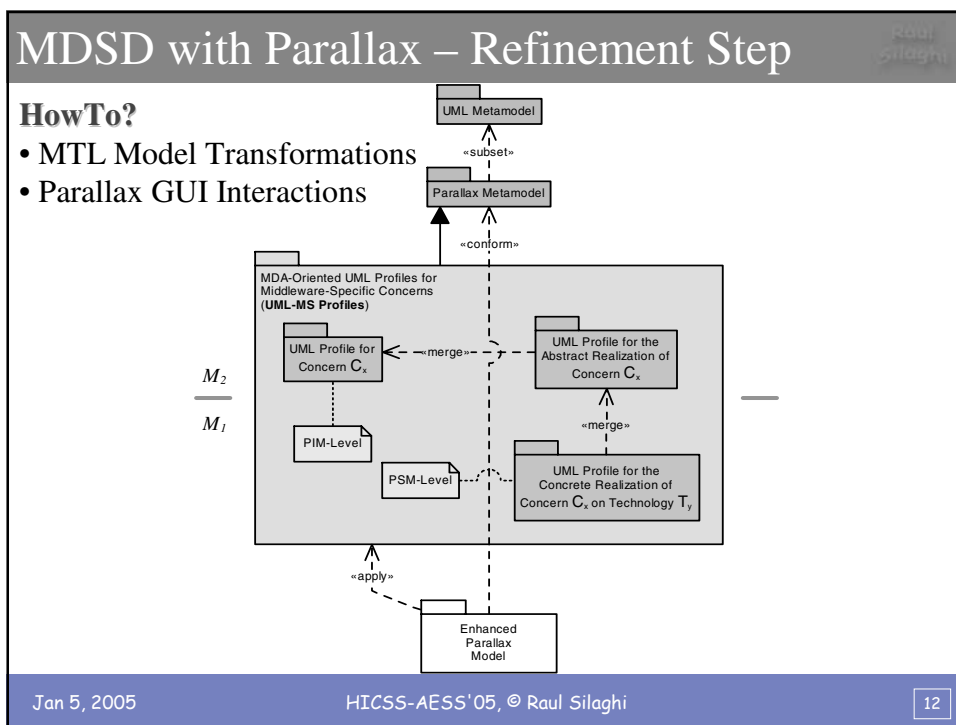 MDSD with Parallax – Refinement Step
Raul
Silaghi
HowTo?
• MTL Model Transformations
• Parallax GUI Interactions
UML Metamodel
«subset»
Parallax Metamodel
«conform»
MDA-Oriented UML Profiles for
Middleware-Specific Concerns
(UML-MS Profiles)
UML Profile for
Concern Cx
«merge»
UML Profile for the
Abstract Realization of
Concern Cx
M2
M1
«merge»
PIM-Level
PSM-Level
UML Profile for the
Concrete Realization of
Concern Cx on Technology Ty
«apply»
Enhanced
Parallax
Model
Jan 5, 2005
HICSS-AESS'05, © Raul Silaghi
12